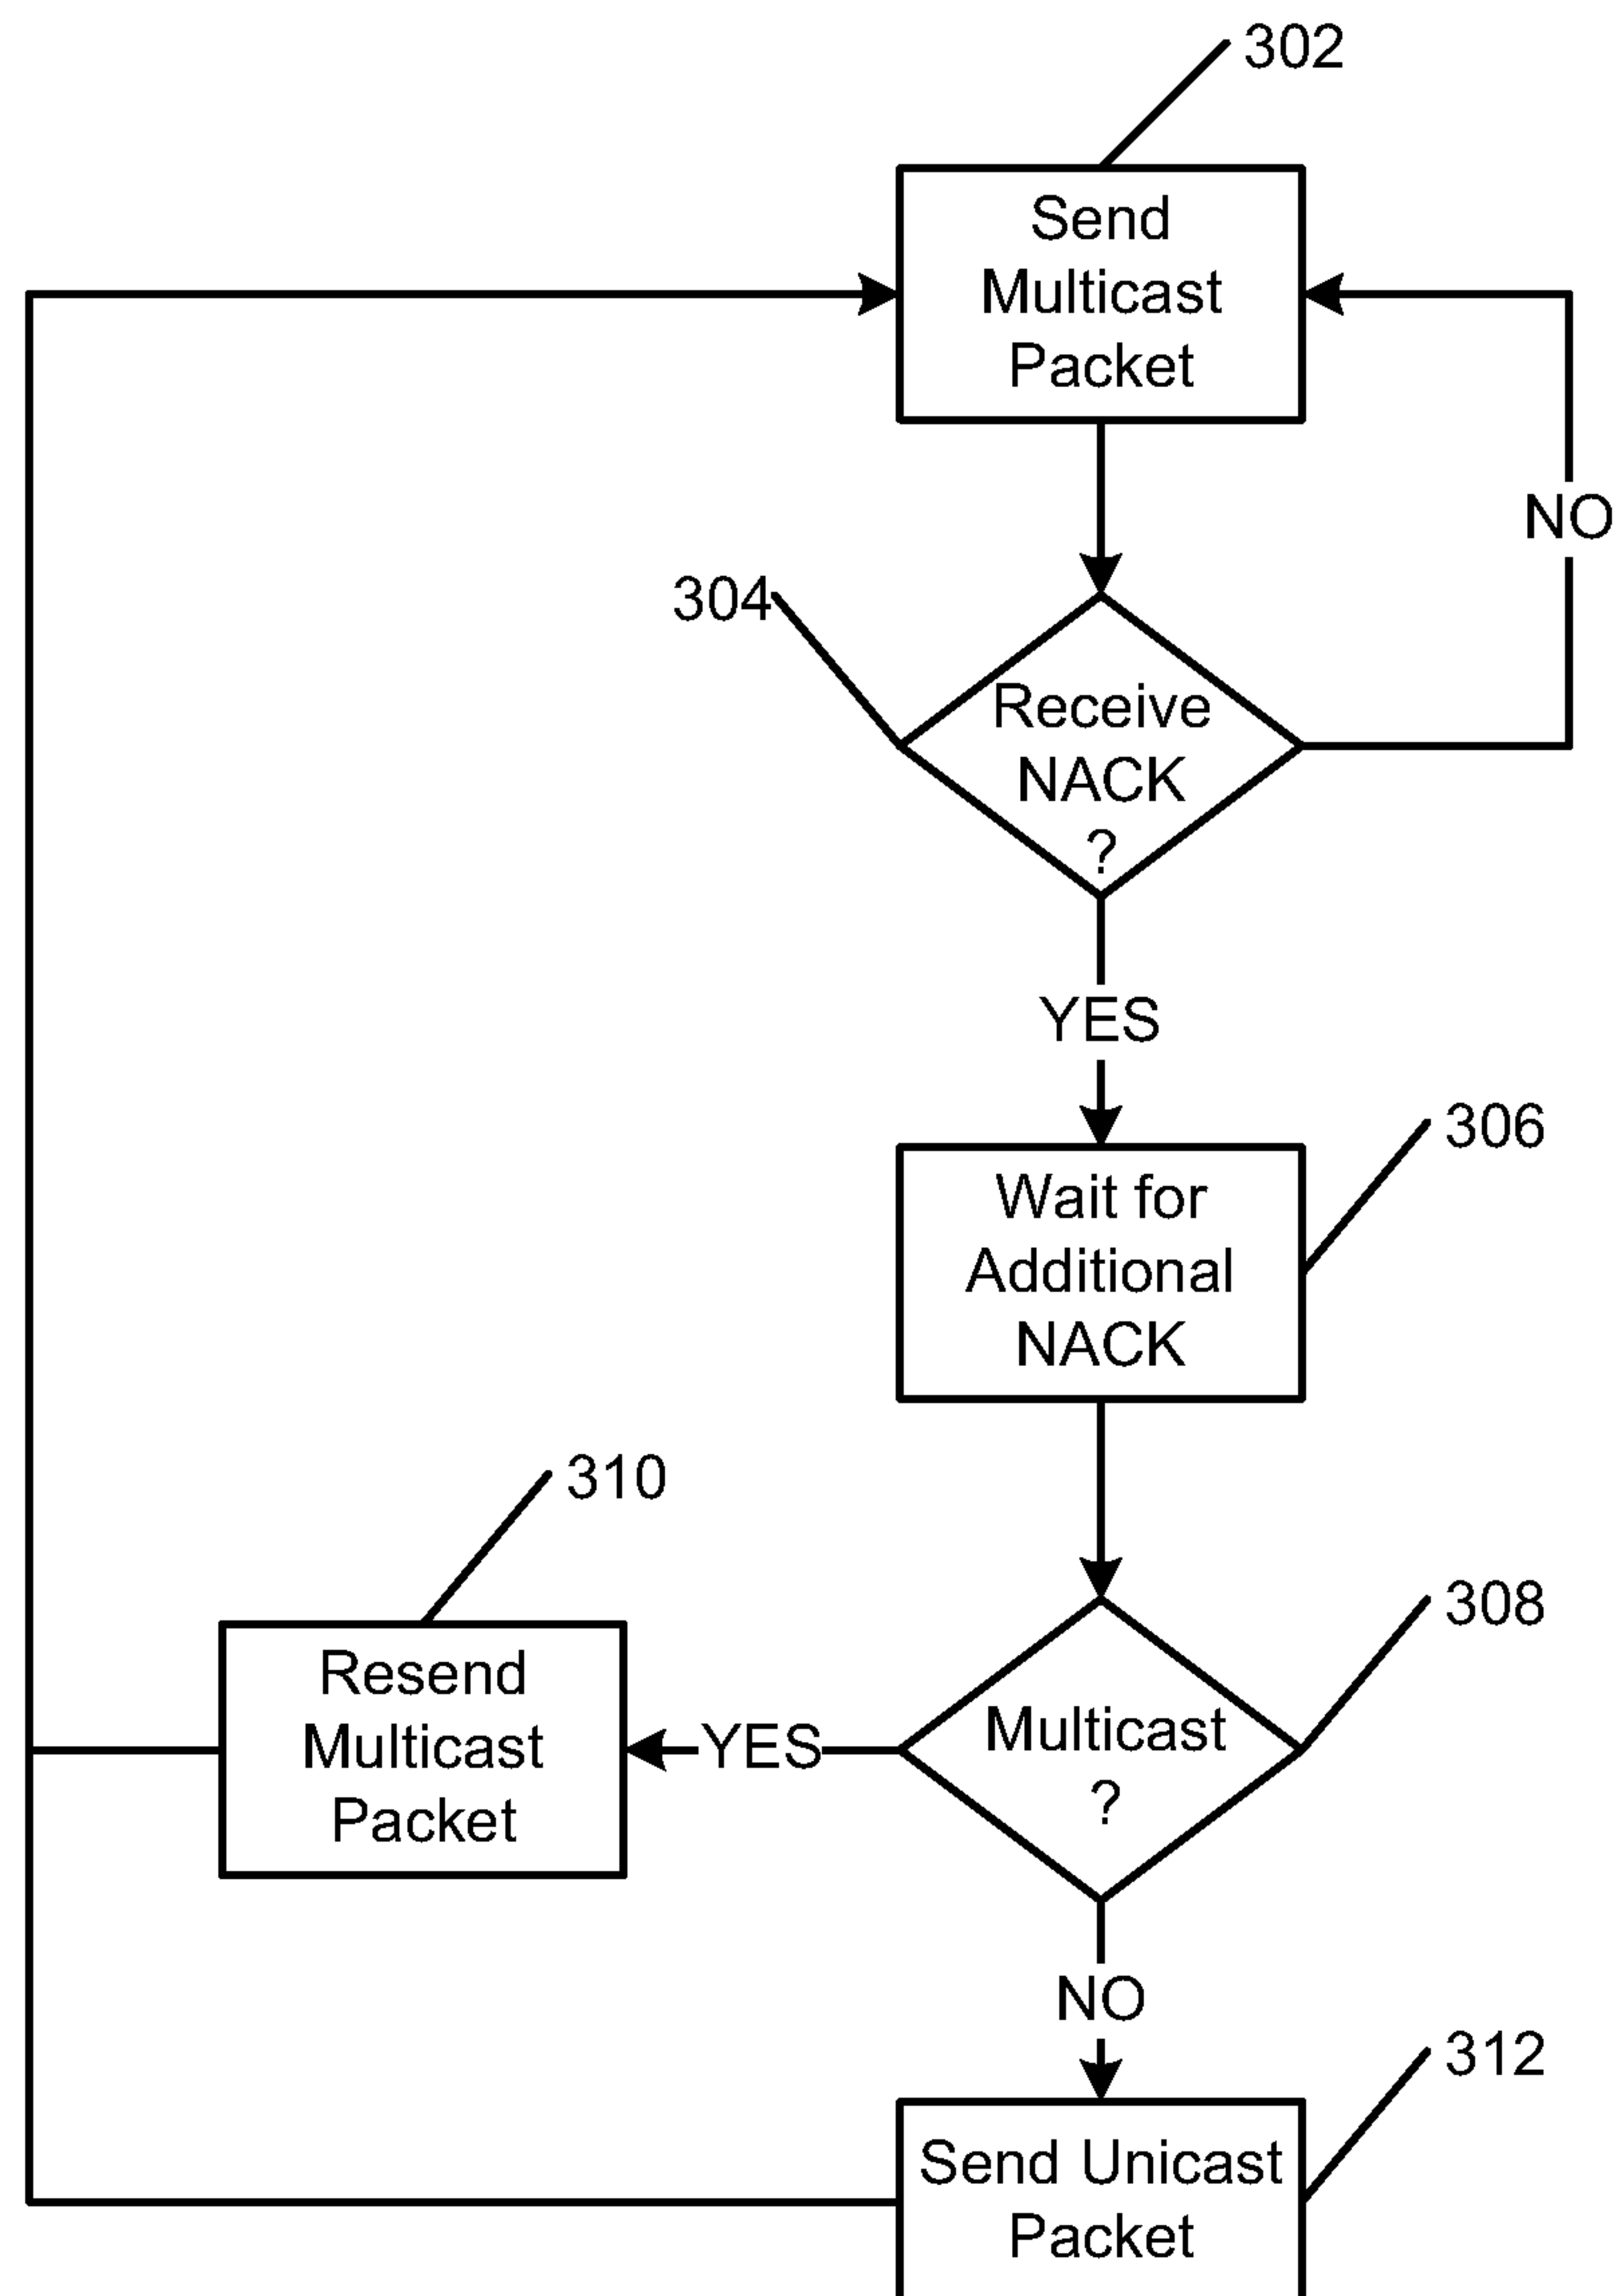 302
Send
Multicast
Packet
NO
304
Receive
NACK
?
YES
306
Wait for
Additional
NACK
310
308
Resend
Multicast
Packet
YES
Multicast
?
NO
312
Send Unicast
Packet